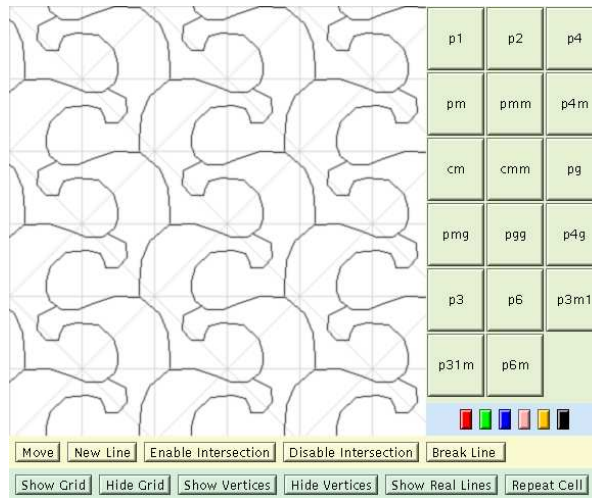 p1 p2 p4
pm pmm p4m
cm cmm pg
pmg pgg p4g
p3 p6 p3m1
p31m p6m
Move New Line Enable Intersection Disable Intersection Break Line
Show Grid Hide Grid Show Vertices Hide Vertices Show Real Lines Repeat Cell